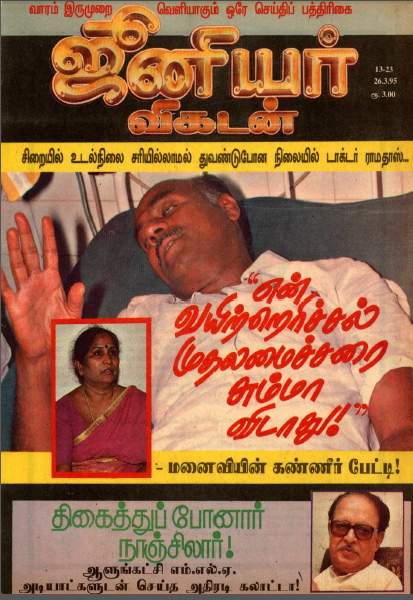 வாரம் இருமுறை வெளியாகும் ஒரே செய்திப் பத்திரிகை
ஜூனியர்
விகடன்
13-23
26.3.95
ரூ. 3.00
சிறையில் உடல்நிலை சரியில்லாமல் துவண்டுபோன நிலையில் டாக்டர் ராமதாஸ்..
“என்
வயிற்றெரிச்சல்
முதலமைச்சரை
சும்மா
விடாது!”
- மனைவியின் கண்ணீர் பேட்டி!
திகைத்துப் போனார்
நாஞ்சிலார்!
ஆளுங்கட்சி எம்.எல்.ஏ.
அடியாட்களுடன் செய்த அதிரடி கலாட்டா!